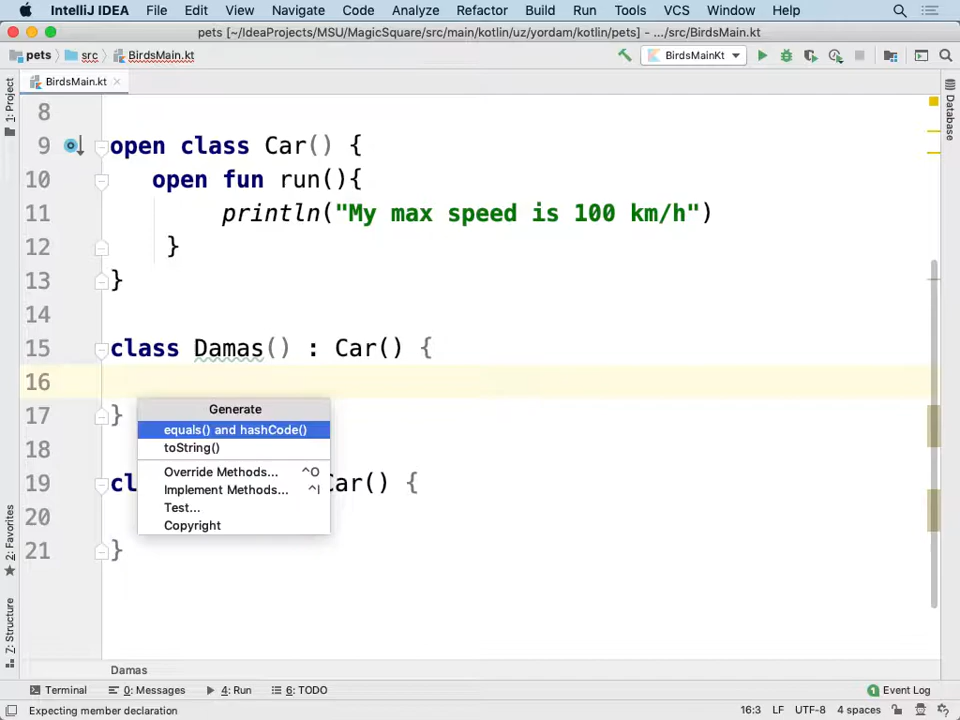 IntelliJ IDEA File Edit View Navigate Code Analyze Refactor Build Run Tools VCS Window Help
pets [~/IdeaProjects/MSU/MagicSquare/src/main/kotlin/uz/yordam/kotlin/pets] - .../src/BirdsMain.kt
pets src BirdsMain.kt BirdsMainKt
BirdsMain.kt
1: Project
Database
2: Favorites
7: Structure
8
9 open class Car() {
10 open fun run(){
11 println("My max speed is 100 km/h")
12 }
13 }
14
15 class Damas() : Car() {
16
17 }
18
19 cl Car() {
20
21 }
Generate
equals() and hashCode()
toString()
Override Methods... ^O
Implement Methods... ^I
Test...
Copyright
Damas
Terminal 0: Messages 4: Run 6: TODO 1 Event Log
Expecting member declaration 16:3 LF UTF-8 4 spaces